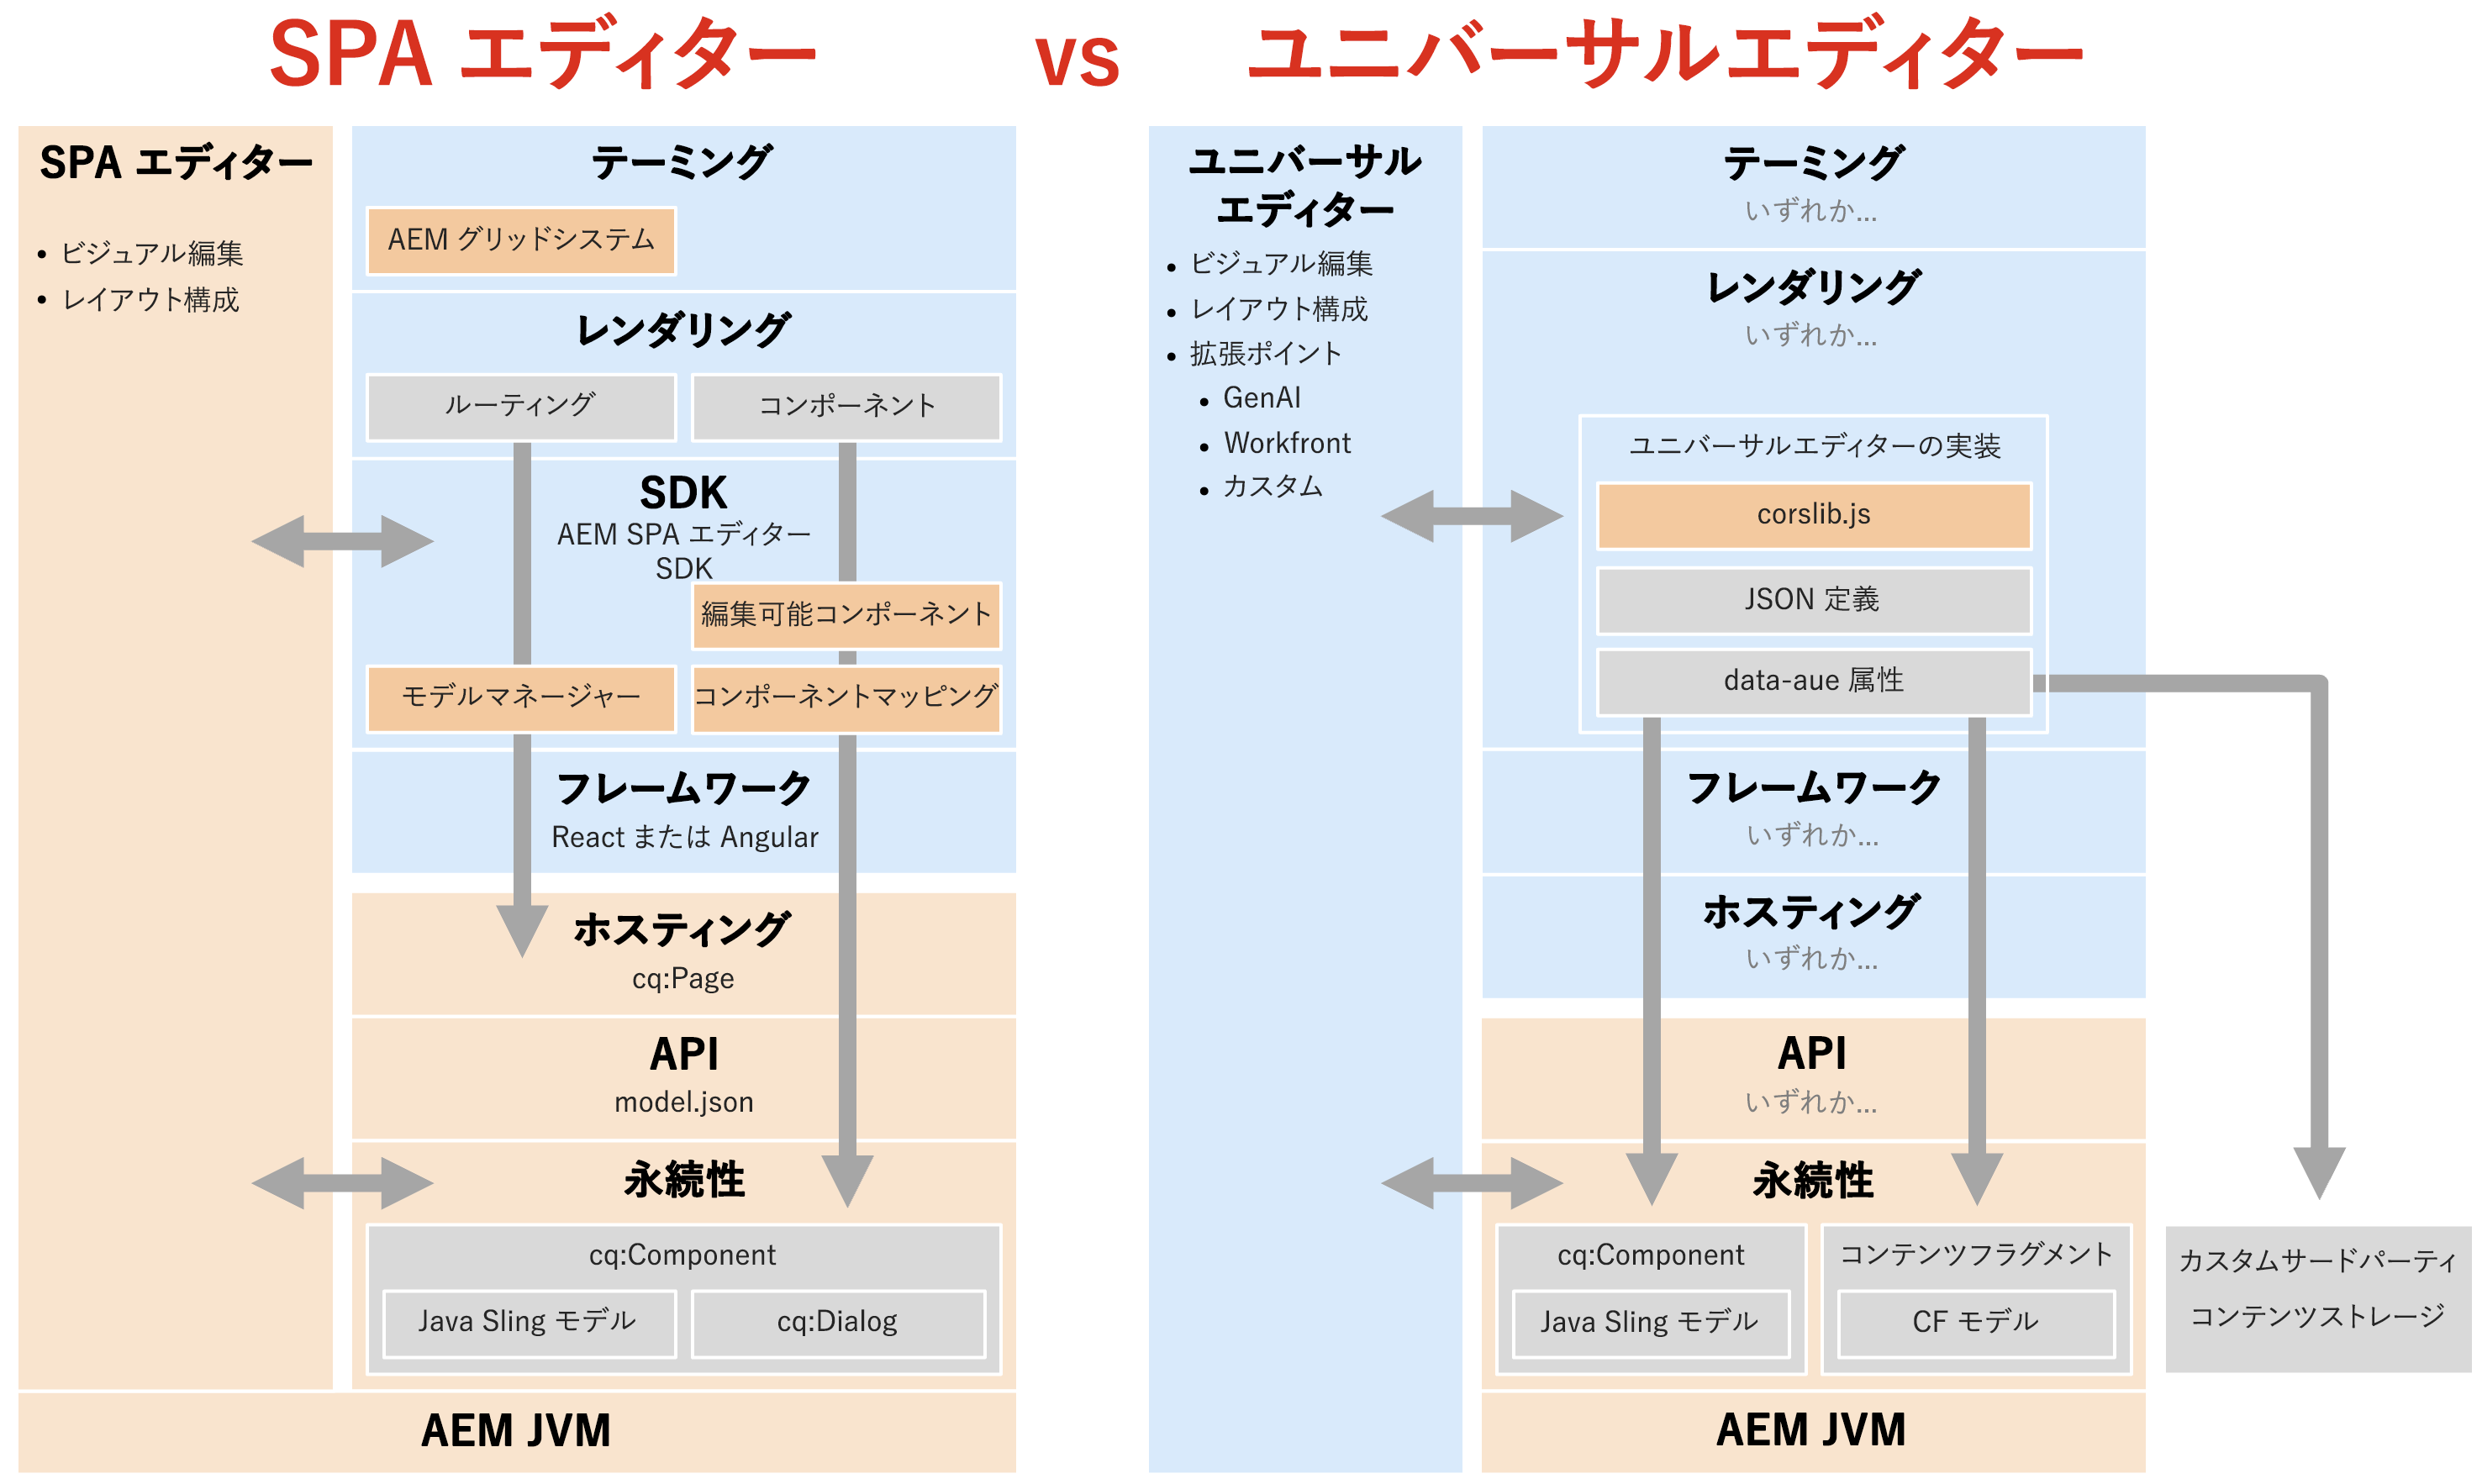 SPA エディター vs ユニバーサルエディター
SPA エディター
• ビジュアル編集
• レイアウト構成
テーミング
AEM グリッドシステム
レンダリング
ルーティング
コンポーネント
SDK
AEM SPA エディター
SDK
編集可能コンポーネント
モデルマネージャー
コンポーネントマッピング
フレームワーク
React または Angular
ホスティング
cq:Page
API
model.json
永続性
cq:Component
Java Sling モデル
cq:Dialog
AEM JVM
ユニバーサル
エディター
• ビジュアル編集
• レイアウト構成
• 拡張ポイント
• GenAI
• Workfront
• カスタム
テーミング
いずれか...
レンダリング
いずれか...
ユニバーサルエディターの実装
corslib.js
JSON 定義
data-aue 属性
フレームワーク
いずれか...
ホスティング
いずれか...
API
いずれか...
永続性
cq:Component
Java Sling モデル
コンテンツフラグメント
CF モデル
AEM JVM
カスタムサードパーティ
コンテンツストレージ